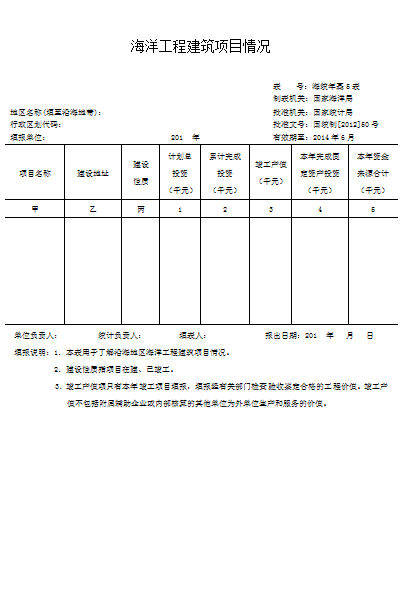 海洋工程建筑项目情况
表 号：海统年基5表
制表机关：国家海洋局
地区名称(填至沿海地带)： 批准机关：国家统计局
行政区划代码： 批准文号：国统制[2012]50号
填报单位： 201 年 有效期至：2014年6月
项目名称 建设地址 建设性质 计划总投资（千元） 累计完成投资（千元） 竣工产值（千元） 本年完成固定资产投资（千元） 本年资金来源合计（千元）
甲 乙 丙 1 2 3 4 5
单位负责人： 统计负责人： 填表人： 报出日期：201 年 月 日
填报说明：1. 本表用于了解沿海地区海洋工程建筑项目情况。
2. 建设性质指项目在建、已竣工。
3. 竣工产值项只有本年竣工项目填报，填报经有关部门检查验收鉴定合格的工程价值。竣工产
值不包括附属辅助企业或内部核算的其他单位为外单位生产和服务的价值。